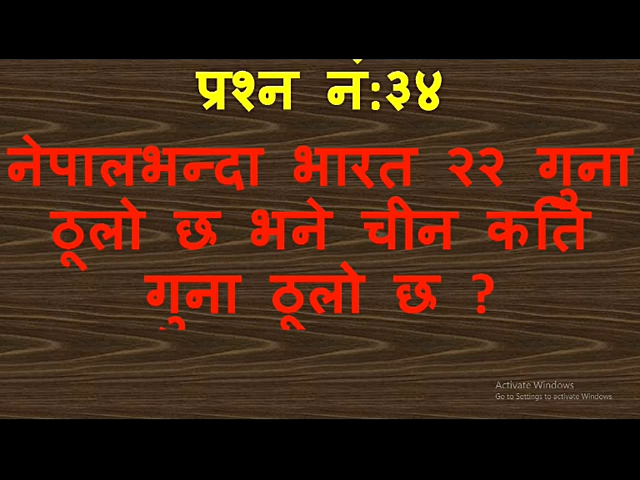 प्रश्न नं:३४
नेपालभन्दा भारत २२ गुना
ठूलो छ भने चीन कति
गुना ठूलो छ ?
Activate Windows
Go to Settings to activate Windows.